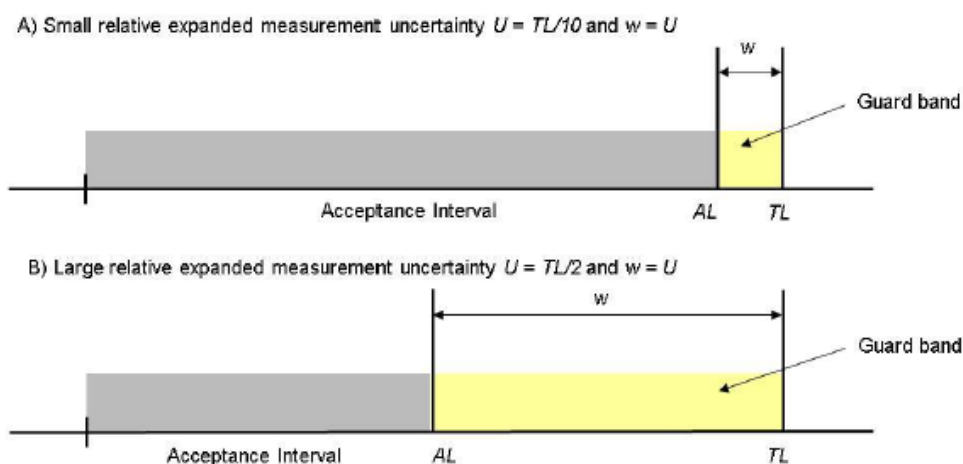 A) Small relative expanded measurement uncertainty U = TL/10 and w = U
w
Guard band
Acceptance Interval
AL
TL
B) Large relative expanded measurement uncertainty U = TL/2 and w = U
w
Guard band
Acceptance Interval
AL
TL